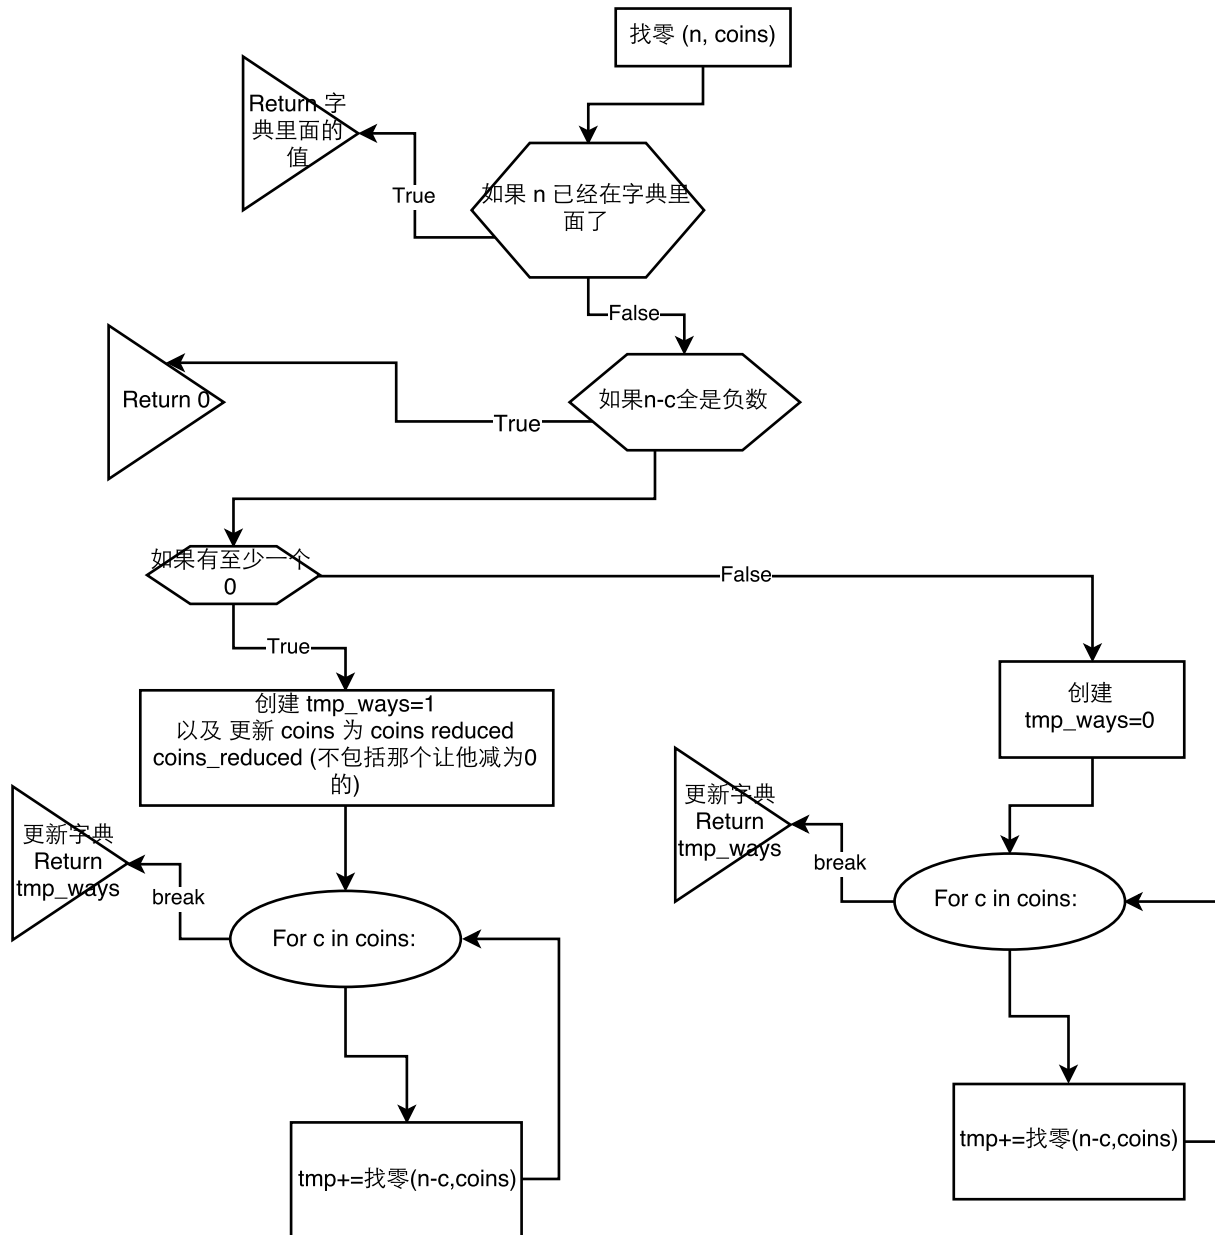 找零 (n, coins)
Return 字
典里面的
值
True
如果 n 已经在字典里
面了
False
Return 0
True
如果n-c全是负数
如果有至少一个
0
False
True
创建 tmp_ways=1
以及 更新 coins 为 coins reduced
coins_reduced (不包括那个让他减为0
的)
创建
tmp_ways=0
更新字典
Return
tmp_ways
break
For c in coins:
更新字典
Return
tmp_ways
break
For c in coins:
tmp+=找零(n-c,coins)
tmp+=找零(n-c,coins)